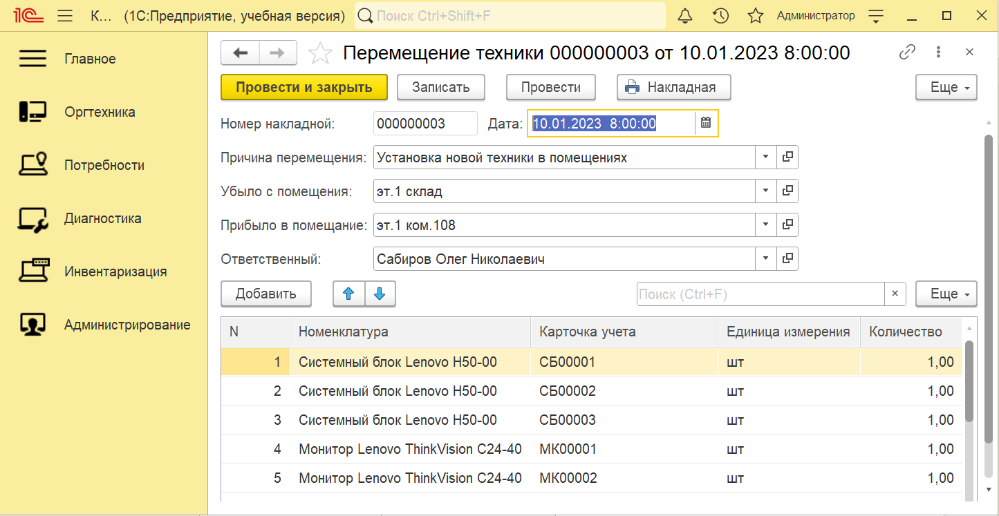 1С К... (1С:Предприятие, учебная версия) Поиск Ctrl+Shift+F Администратор
Главное
Оргтехника
Потребности
Диагностика
Инвентаризация
Администрирование
Перемещение техники 000000003 от 10.01.2023 8:00:00
Провести и закрыть Записать Провести Накладная Еще
Номер накладной: 000000003 Дата: 10.01.2023 8:00:00
Причина перемещения: Установка новой техники в помещениях
Убыло с помещения: эт.1 склад
Прибыло в помещание: эт.1 ком.108
Ответственный: Сабиров Олег Николаевич
Добавить Поиск (Ctrl+F) × Еще
N Номенклатура Карточка учета Единица измерения Количество
1 Системный блок Lenovo H50-00 СБ00001 шт 1,00
2 Системный блок Lenovo H50-00 СБ00002 шт 1,00
3 Системный блок Lenovo H50-00 СБ00003 шт 1,00
4 Монитор Lenovo ThinkVision C24-40 МК00001 шт 1,00
5 Монитор Lenovo ThinkVision C24-40 МК00002 шт 1,00